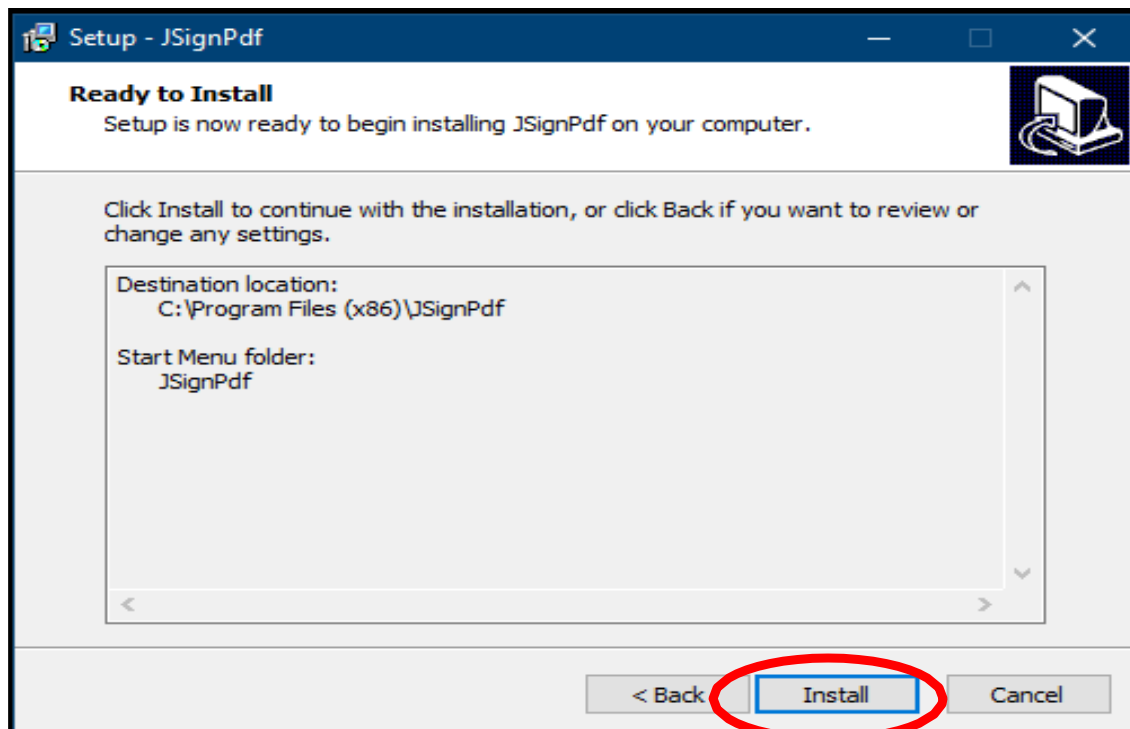 Setup - JSignPdf
Ready to Install
Setup is now ready to begin installing JSignPdf on your computer.
Click Install to continue with the installation, or click Back if you want to review or
change any settings.
Destination location:
C:\Program Files (x86)\JSignPdf
Start Menu folder:
JSignPdf
< Back Install Cancel